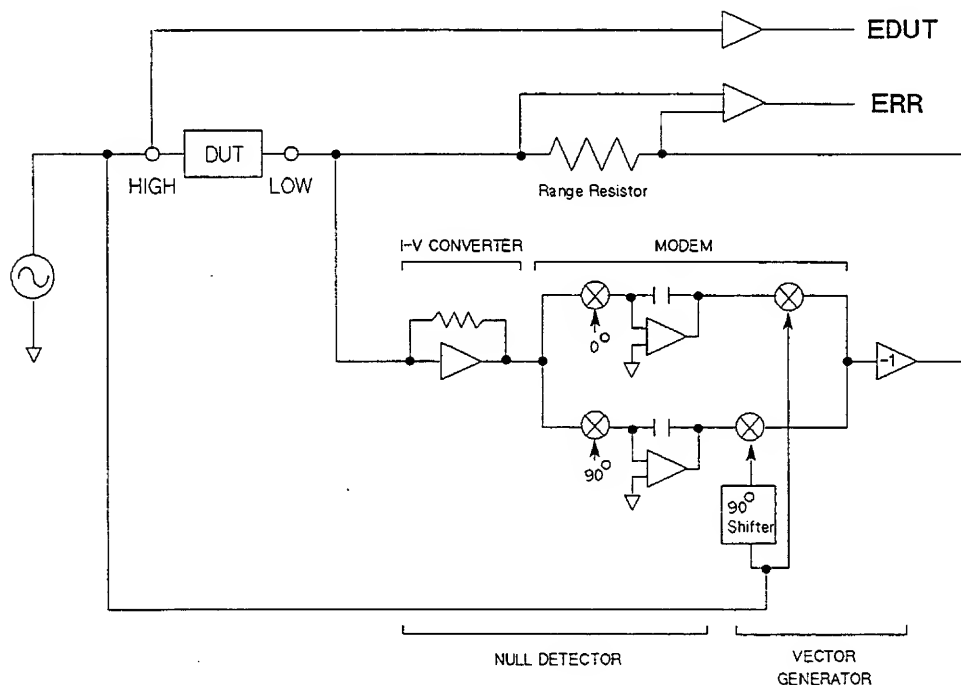 EDUT
ERR
DUT
HIGH
LOW
Range Resistor
I-V CONVERTER
MODEM
0°
-1
90°
90°
Shifter
NULL DETECTOR
VECTOR
GENERATOR